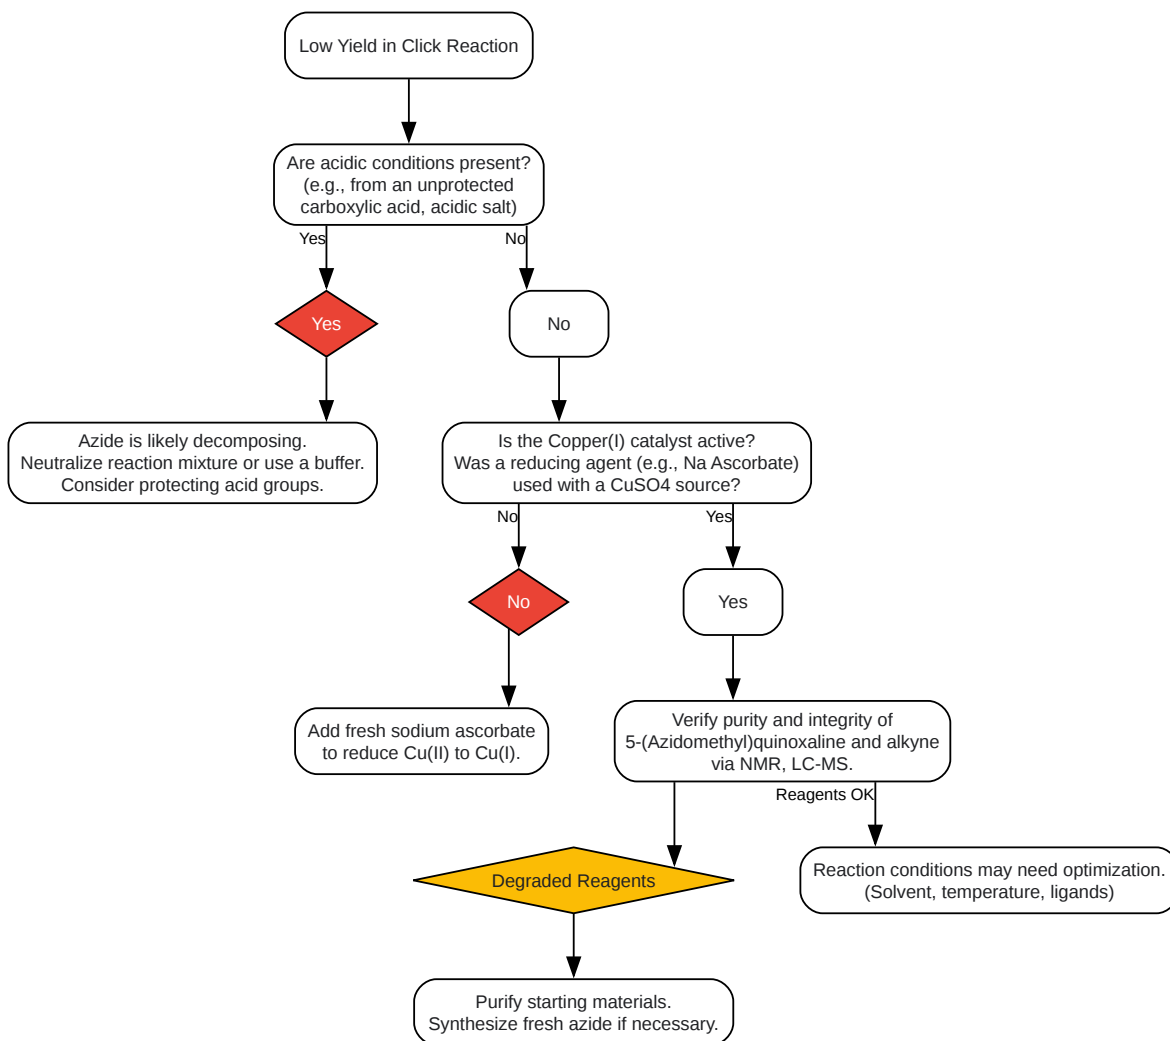 Low Yield in Click Reaction
Are acidic conditions present?
(e.g., from an unprotected
carboxylic acid, acidic salt)
Yes
No
Yes
No
Azide is likely decomposing.
Neutralize reaction mixture or use a buffer.
Consider protecting acid groups.
Is the Copper(I) catalyst active?
Was a reducing agent (e.g., Na Ascorbate)
used with a CuSO4 source?
No
Yes
No
Yes
Add fresh sodium ascorbate
to reduce Cu(II) to Cu(I).
Verify purity and integrity of
5-(Azidomethyl)quinoxaline and alkyne
via NMR, LC-MS.
Reagents OK
Degraded Reagents
Reaction conditions may need optimization.
(Solvent, temperature, ligands)
Purify starting materials.
Synthesize fresh azide if necessary.